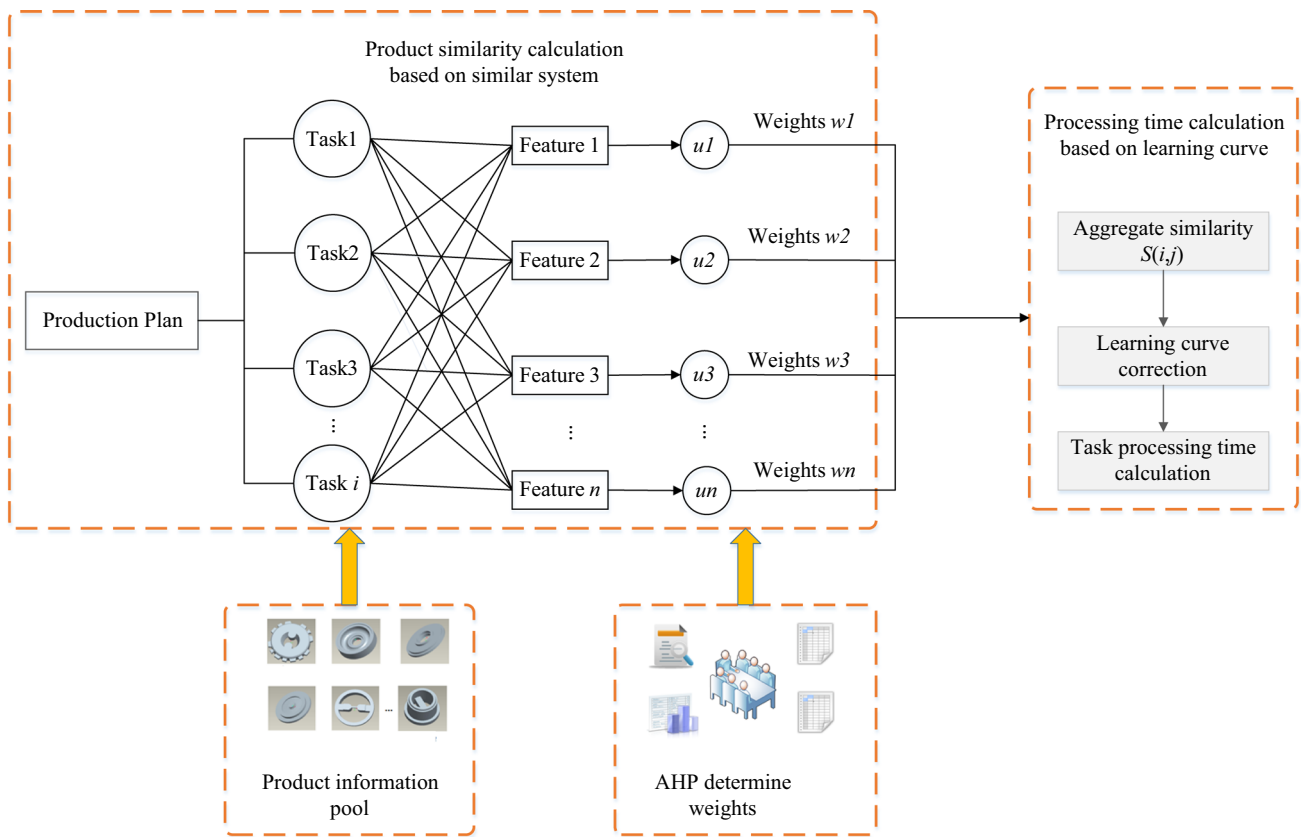 Product similarity calculation
based on similar system
Production Plan
Task1
Task2
Task3
⋮
Task i
Feature 1
Feature 2
Feature 3
⋮
Feature n
u1
u2
u3
⋮
un
Weights w1
Weights w2
Weights w3
Weights wn
Processing time calculation
based on learning curve
Aggregate similarity
S(i,j)
Learning curve
correction
Task processing time
calculation
...
Product information
pool
AHP determine
weights